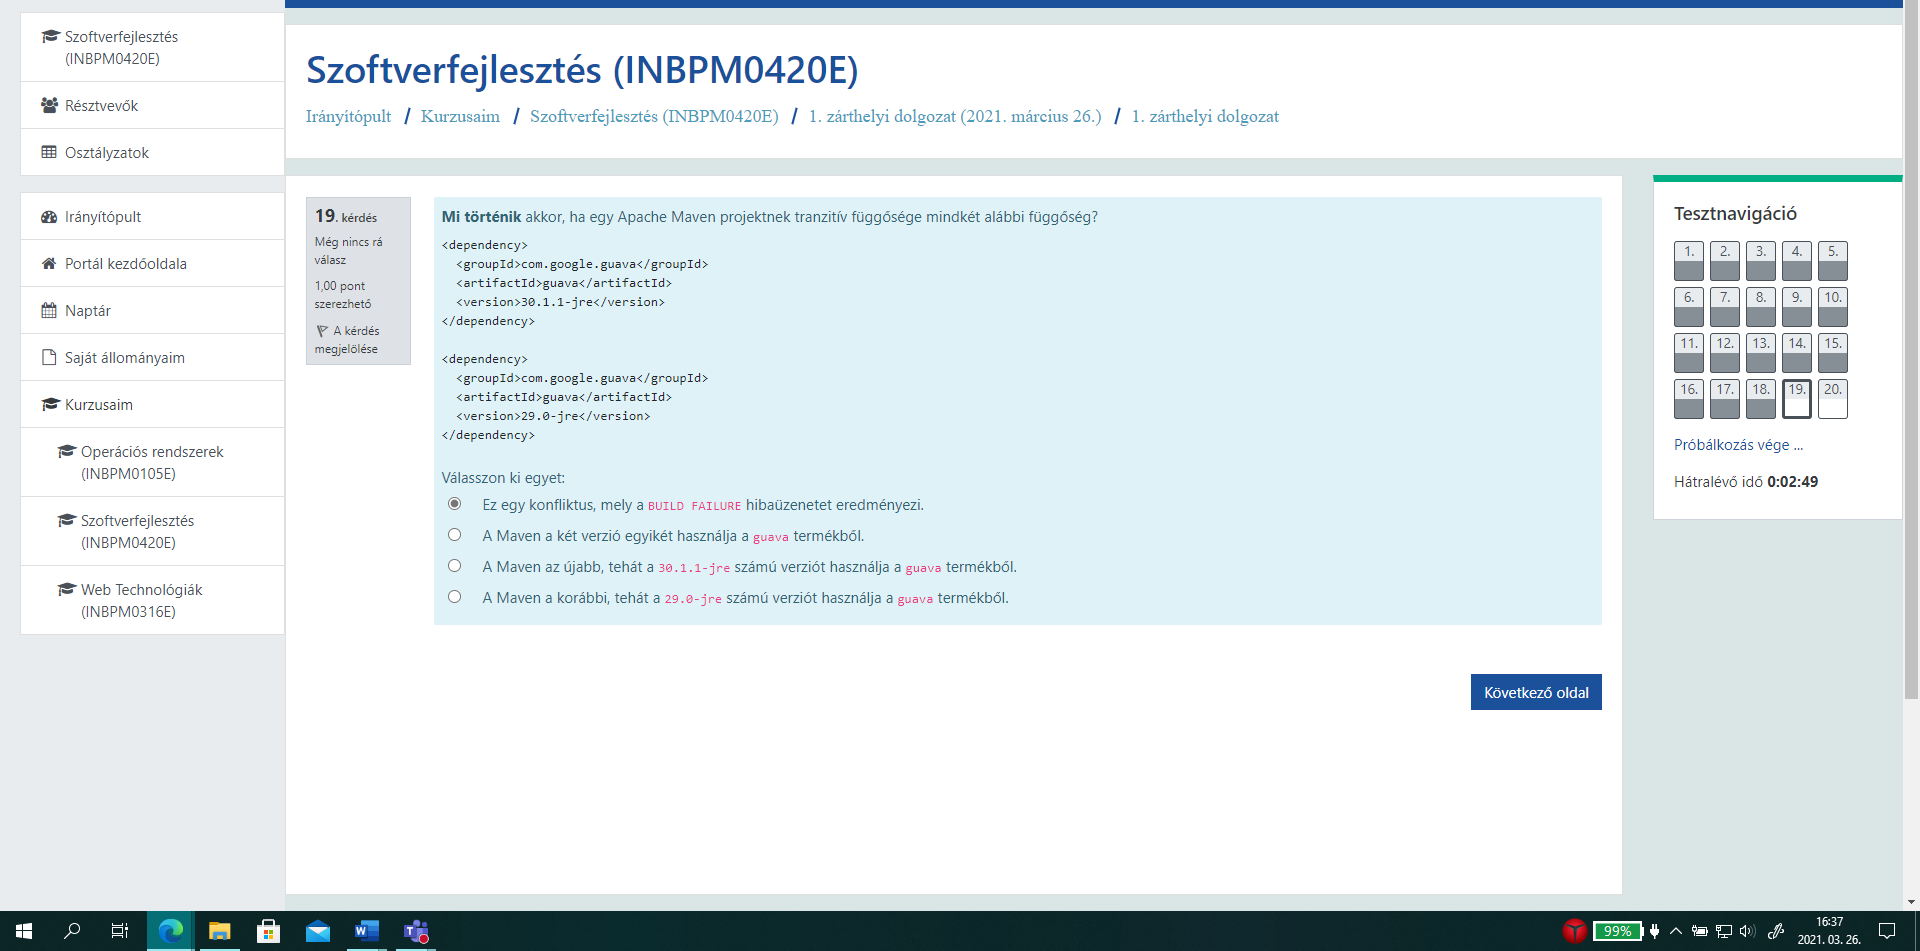 Szoftverfejlesztés
(INBPM0420E)
Résztvevők
Osztályzatok
Irányítópult
Portál kezdőoldala
Naptár
Saját állományaim
Kurzusaim
Operációs rendszerek
(INBPM0105E)
Szoftverfejlesztés
(INBPM0420E)
Web Technológiák
(INBPM0316E)
Szoftverfejlesztés (INBPM0420E)
Irányítópult / Kurzusaim / Szoftverfejlesztés (INBPM0420E) / 1. zárthelyi dolgozat (2021. március 26.) / 1. zárthelyi dolgozat
19. kérdés
Még nincs rá
válasz
1,00 pont
szerezhető
A kérdés
megjelölése
Mi történik akkor, ha egy Apache Maven projektnek tranzitív függősége mindkét alábbi függőség?
<dependency>
<groupId>com.google.guava</groupId>
<artifactId>guava</artifactId>
<version>30.1.1-jre</version>
</dependency>
<dependency>
<groupId>com.google.guava</groupId>
<artifactId>guava</artifactId>
<version>29.0-jre</version>
</dependency>
Válasszon ki egyet:
Ez egy konfliktus, mely a BUILD FAILURE hibaüzenetet eredményezi.
A Maven a két verzió egyikét használja a guava termékből.
A Maven az újabb, tehát a 30.1.1-jre számú verziót használja a guava termékből.
A Maven a korábbi, tehát a 29.0-jre számú verziót használja a guava termékből.
Következő oldal
Tesztnavigáció
1. 2. 3. 4. 5.
6. 7. 8. 9. 10.
11. 12. 13. 14. 15.
16. 17. 18. 19. 20.
Próbálkozás vége ...
Hátralévő idő 0:02:49
99%
16:37
2021. 03. 26.